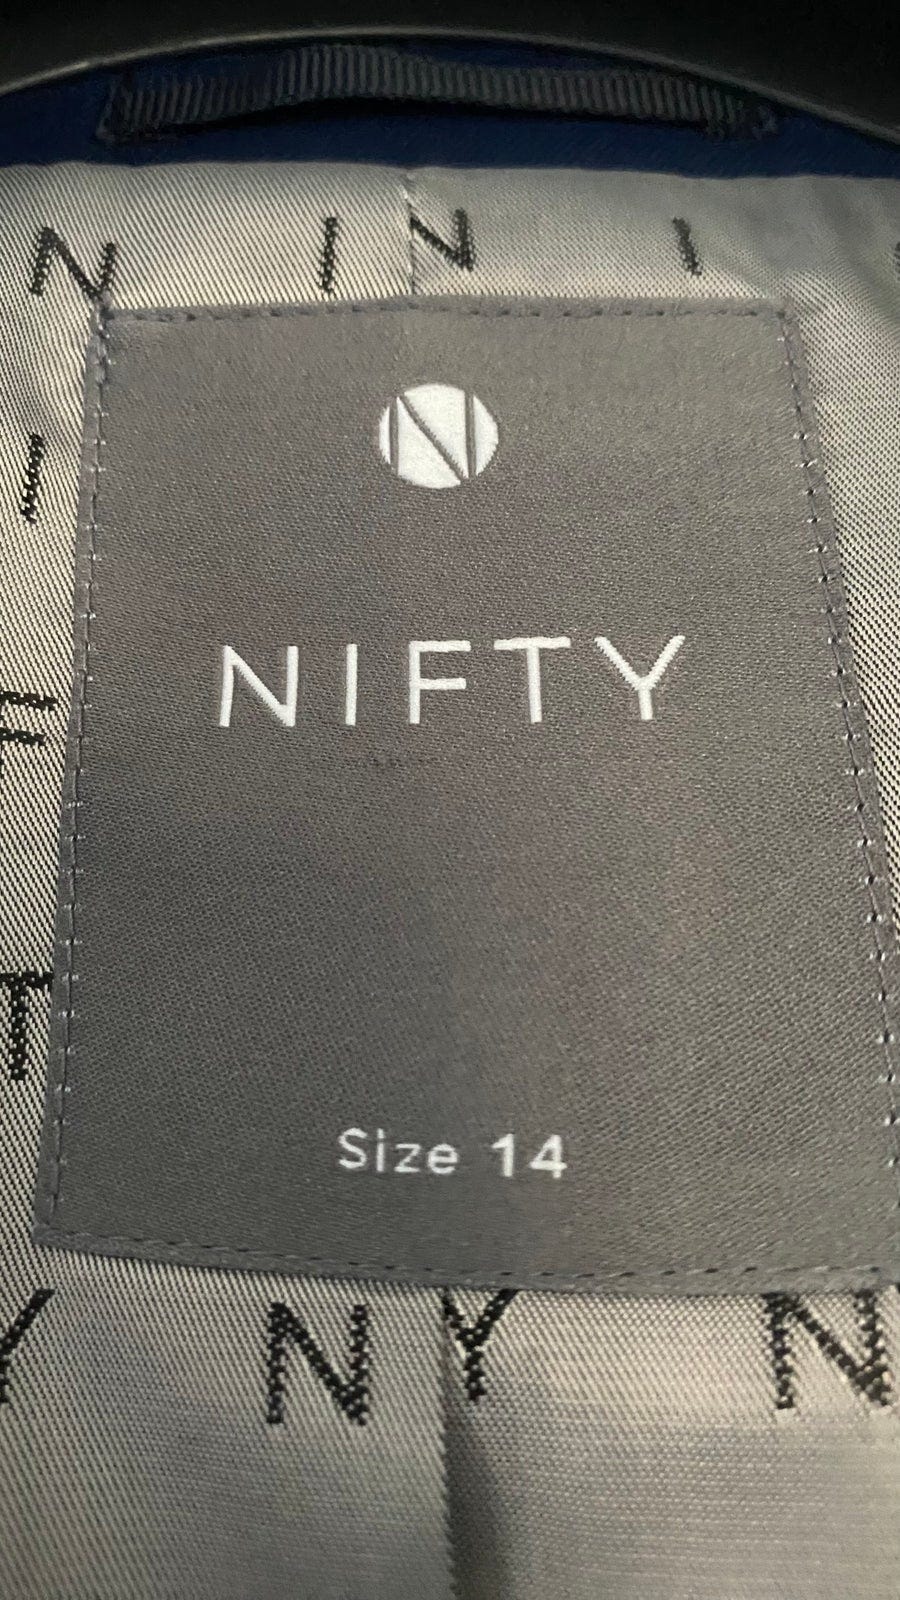 N I N I
N
I
NIFTY
F
T
Size 14
Y N Y N